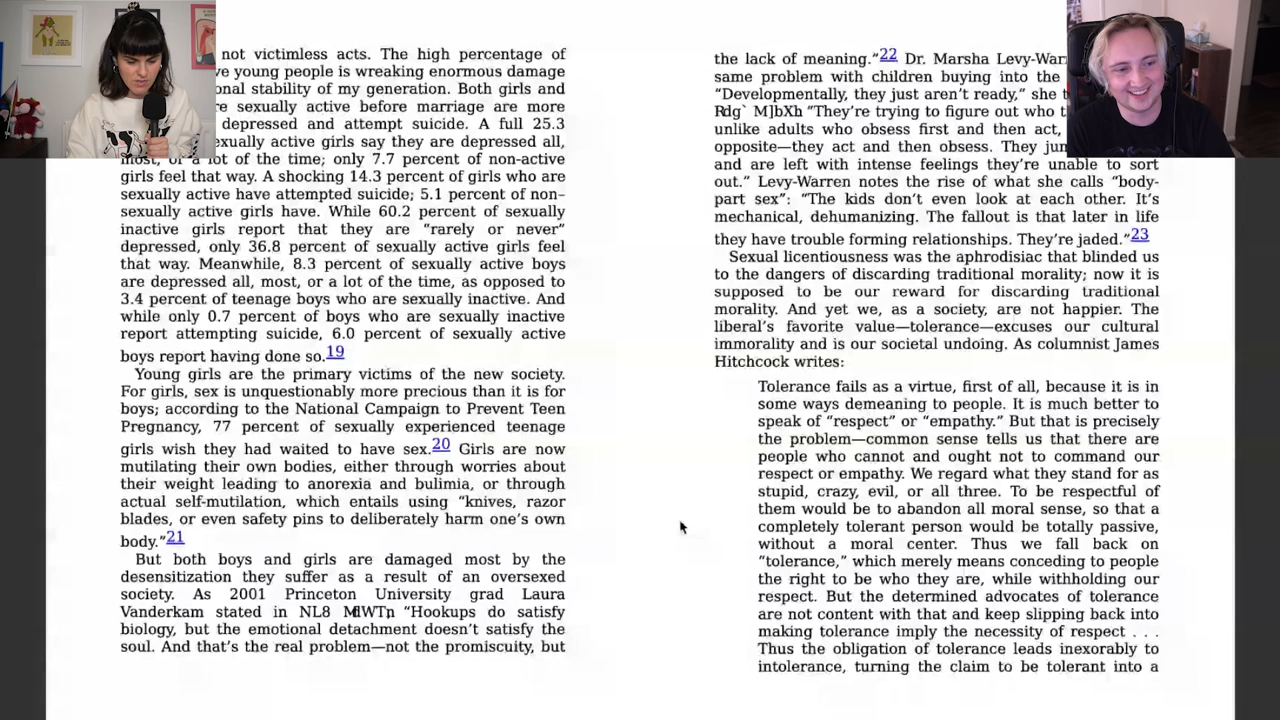 not victimless acts. The high percentage of
ve young people is wreaking enormous damage
onal stability of my generation. Both girls and
re sexually active before marriage are more
depressed and attempt suicide. A full 25.3
exually active girls say they are depressed all,
most, or a lot of the time; only 7.7 percent of non-active
girls feel that way. A shocking 14.3 percent of girls who are
sexually active have attempted suicide; 5.1 percent of non–
sexually active girls have. While 60.2 percent of sexually
inactive girls report that they are “rarely or never”
depressed, only 36.8 percent of sexually active girls feel
that way. Meanwhile, 8.3 percent of sexually active boys
are depressed all, most, or a lot of the time, as opposed to
3.4 percent of teenage boys who are sexually inactive. And
while only 0.7 percent of boys who are sexually inactive
report attempting suicide, 6.0 percent of sexually active
boys report having done so.19
Young girls are the primary victims of the new society.
For girls, sex is unquestionably more precious than it is for
boys; according to the National Campaign to Prevent Teen
Pregnancy, 77 percent of sexually experienced teenage
girls wish they had waited to have sex.20 Girls are now
mutilating their own bodies, either through worries about
their weight leading to anorexia and bulimia, or through
actual self-mutilation, which entails using “knives, razor
blades, or even safety pins to deliberately harm one’s own
body.”21
But both boys and girls are damaged most by the
desensitization they suffer as a result of an oversexed
society. As 2001 Princeton University grad Laura
Vanderkam stated in NL8 “Hookups do satisfy
biology, but the emotional detachment doesn’t satisfy the
soul. And that’s the real problem—not the promiscuity, but
the lack of meaning.”22 Dr. Marsha Levy-Warr
same problem with children buying into the
“Developmentally, they just aren’t ready,” she t
Rdg` M]bXh “They’re trying to figure out who t
unlike adults who obsess first and then act,
opposite—they act and then obsess. They jun
and are left with intense feelings they’re unable to sort
out.” Levy-Warren notes the rise of what she calls “body-
part sex”: “The kids don’t even look at each other. It’s
mechanical, dehumanizing. The fallout is that later in life
they have trouble forming relationships. They’re jaded.”23
Sexual licentiousness was the aphrodisiac that blinded us
to the dangers of discarding traditional morality; now it is
supposed to be our reward for discarding traditional
morality. And yet we, as a society, are not happier. The
liberal’s favorite value—tolerance—excuses our cultural
immorality and is our societal undoing. As columnist James
Hitchcock writes:
Tolerance fails as a virtue, first of all, because it is in
some ways demeaning to people. It is much better to
speak of “respect” or “empathy.” But that is precisely
the problem—common sense tells us that there are
people who cannot and ought not to command our
respect or empathy. We regard what they stand for as
stupid, crazy, evil, or all three. To be respectful of
them would be to abandon all moral sense, so that a
completely tolerant person would be totally passive,
without a moral center. Thus we fall back on
“tolerance,” which merely means conceding to people
the right to be who they are, while withholding our
respect. But the determined advocates of tolerance
are not content with that and keep slipping back into
making tolerance imply the necessity of respect . . .
Thus the obligation of tolerance leads inexorably to
intolerance, turning the claim to be tolerant into a